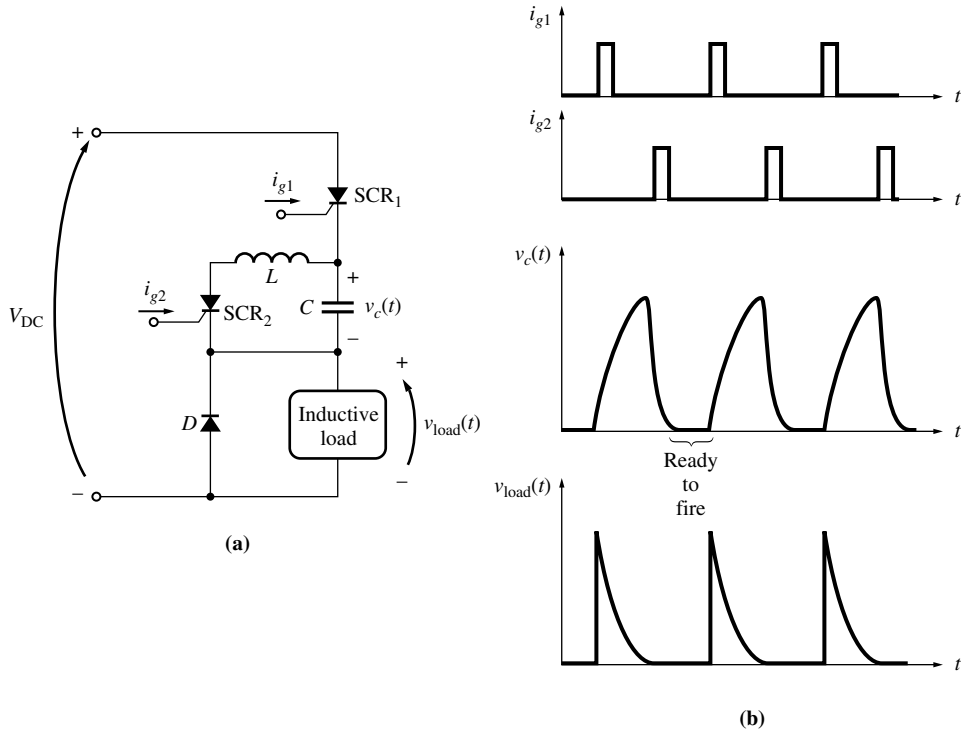 +
i_g1
SCR_1
L
+
i_g2
SCR_2
C
v_c(t)
V_DC
−
+
D
Inductive
load
v_load(t)
−
−
(a)
i_g1
t
i_g2
t
v_c(t)
t
Ready
to
fire
v_load(t)
t
(b)